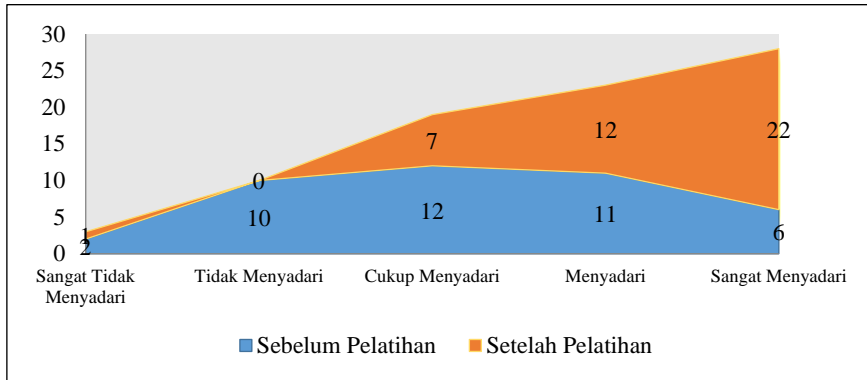 30
25
20
15
10
5
0
1
2
0
10
7
12
12
11
22
6
Sangat Tidak
Menyadari
Tidak Menyadari
Cukup Menyadari
Menyadari
Sangat Menyadari
Sebelum Pelatihan
Setelah Pelatihan